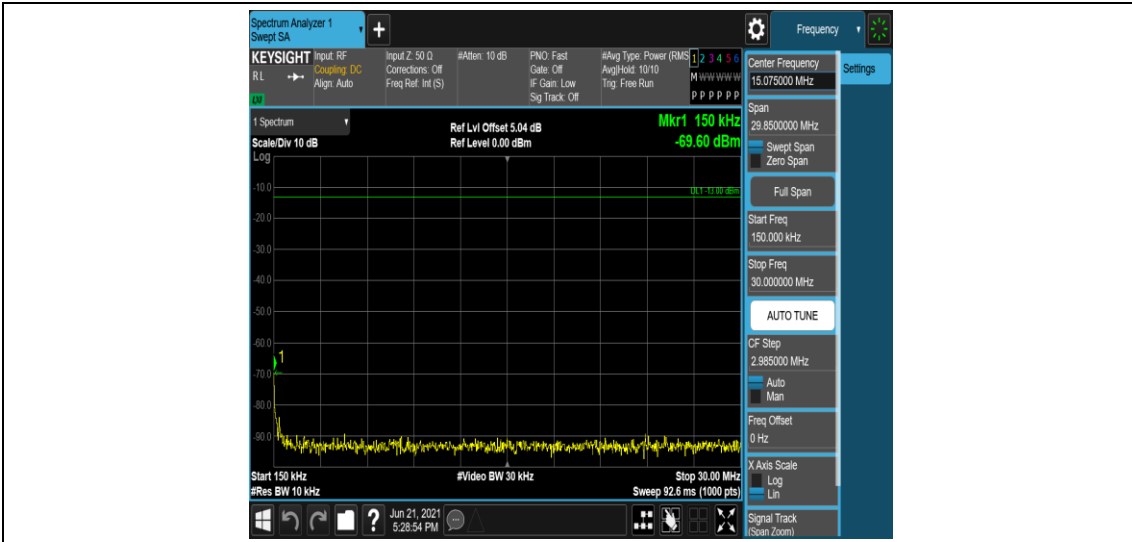 Spectrum Analyzer 1
Swept SA
+
Frequency
KEYSIGHT
RL
LXI
Input: RF
Coupling: DC
Align: Auto
Input Z: 50 Ω
Corrections: Off
Freq Ref: Int (S)
#Atten: 10 dB
PNO: Fast
Gate: Off
IF Gain: Low
Sig Track: Off
#Avg Type: Power (RMS
Avg|Hold: 10/10
Trig: Free Run
1 2 3 4 5 6
M W W W W W
P P P P P P
1 Spectrum
Scale/Div 10 dB
Log
Ref Lvl Offset 5.04 dB
Ref Level 0.00 dBm
Mkr1 150 kHz
-69.60 dBm
DL1 -13.00 dBm
-10.0
-20.0
-30.0
-40.0
-50.0
-60.0
1
-70.0
-80.0
-90.0
Start 150 kHz
#Res BW 10 kHz
#Video BW 30 kHz
Stop 30.00 MHz
Sweep 92.6 ms (1000 pts)
Center Frequency
15.075000 MHz
Span
29.8500000 MHz
Swept Span
Zero Span
Full Span
Start Freq
150.000 kHz
Stop Freq
30.000000 MHz
AUTO TUNE
CF Step
2.985000 MHz
Auto
Man
Freq Offset
0 Hz
X Axis Scale
Log
Lin
Signal Track
(Span Zoom)
Settings
?
Jun 21, 2021
5:28:54 PM